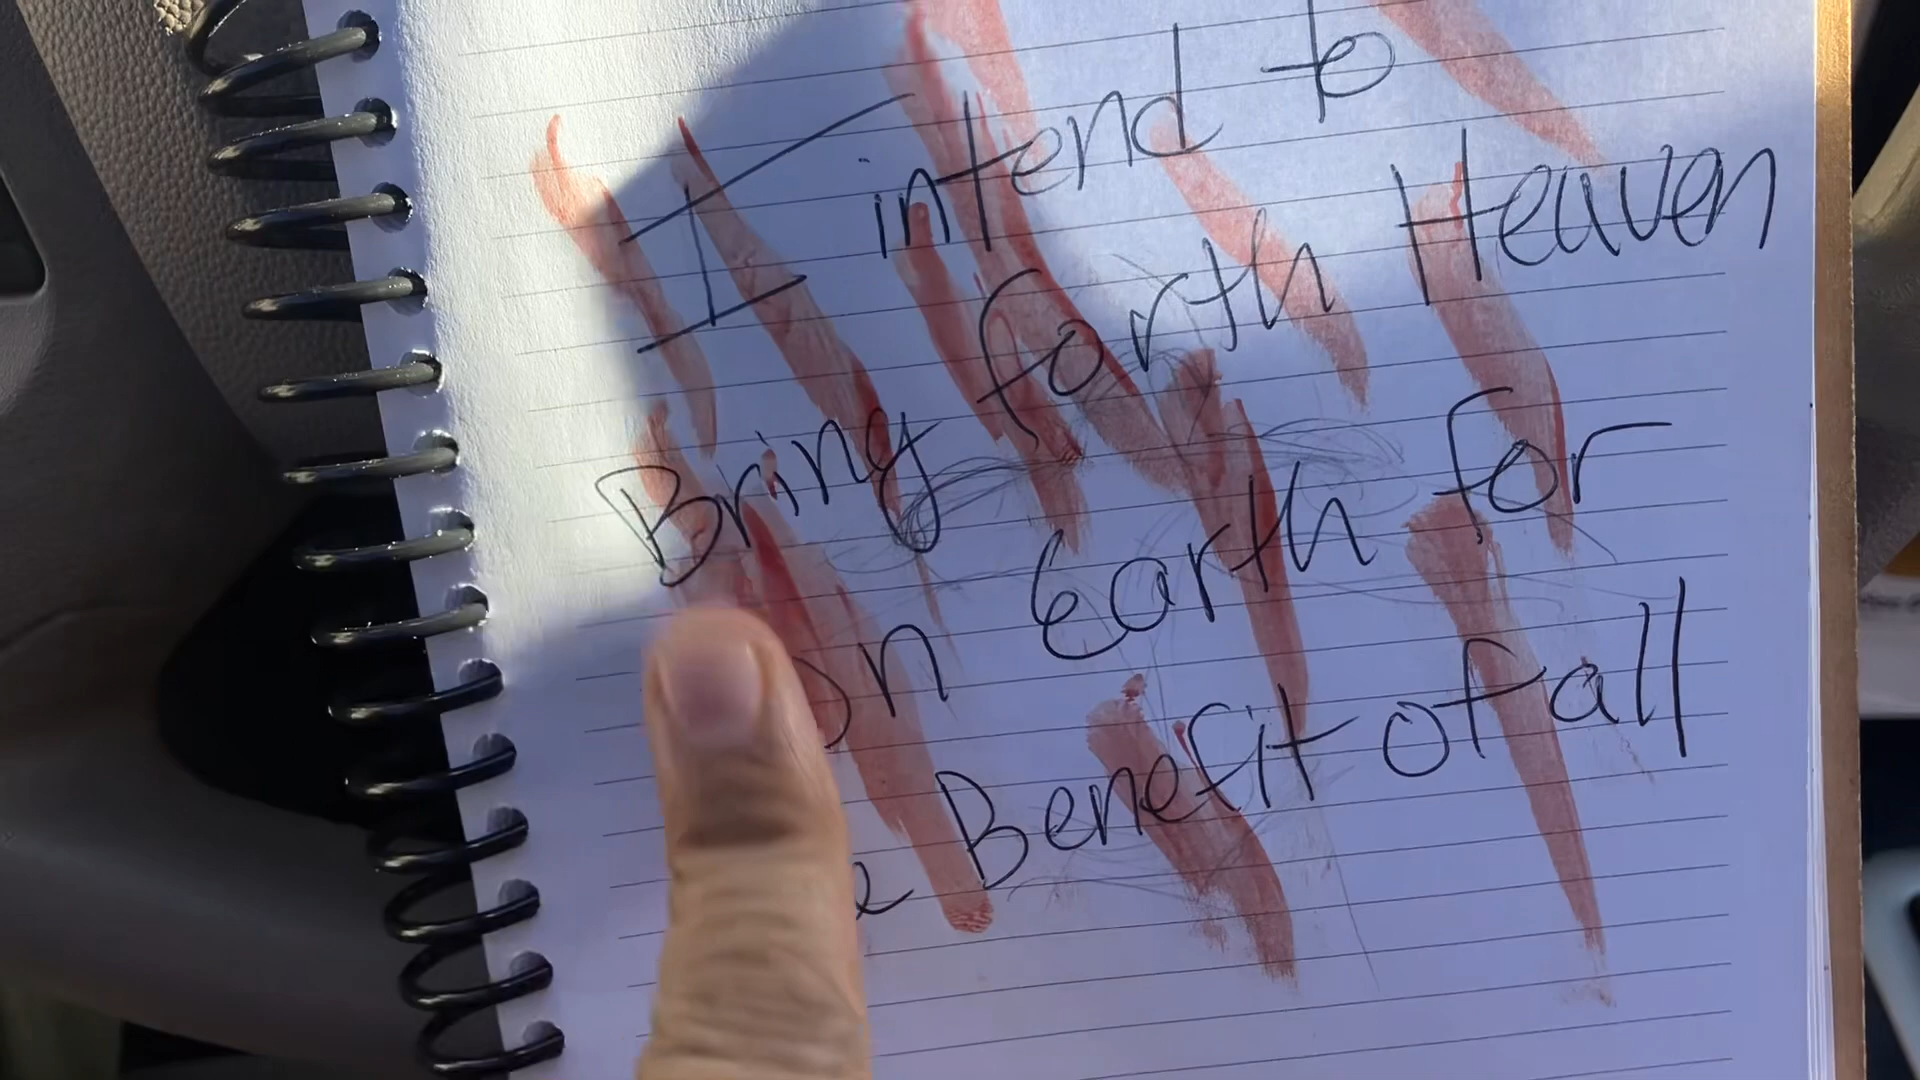 I intend to
Bring forth Heaven
on Earth for
Benefit of all